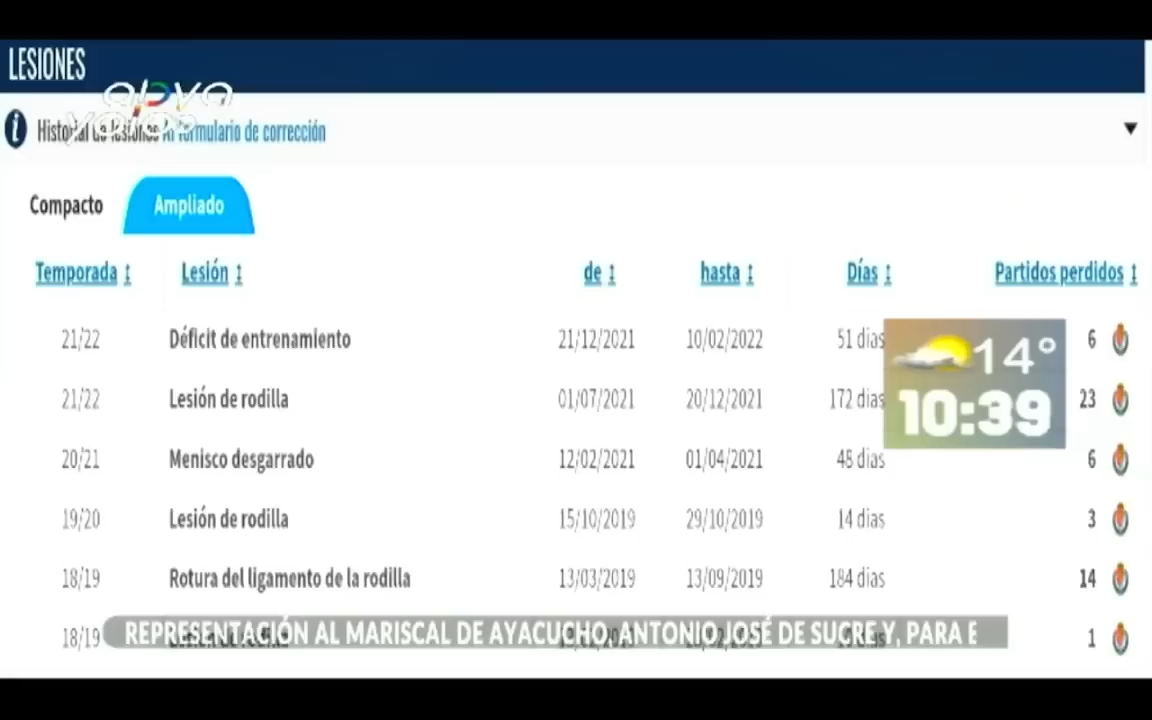 LESIONES
Historial de lesiones formulario de corrección
Compacto Ampliado
Temporada Lesión de hasta Días Partidos perdidos
21/22 Déficit de entrenamiento 21/12/2021 10/02/2022 51 dias 6
21/22 Lesión de rodilla 01/07/2021 20/12/2021 172 dias 23
14°
10:39
20/21 Menisco desgarrado 12/02/2021 01/04/2021 48 dias 6
19/20 Lesión de rodilla 15/10/2019 29/10/2019 14 dias 3
18/19 Rotura del ligamento de la rodilla 13/03/2019 13/09/2019 184 dias 14
18/19 1
REPRESENTACIÓN AL MARISCAL DE AYACUCHO, ANTONIO JOSÉ DE SUCRE Y, PARA E